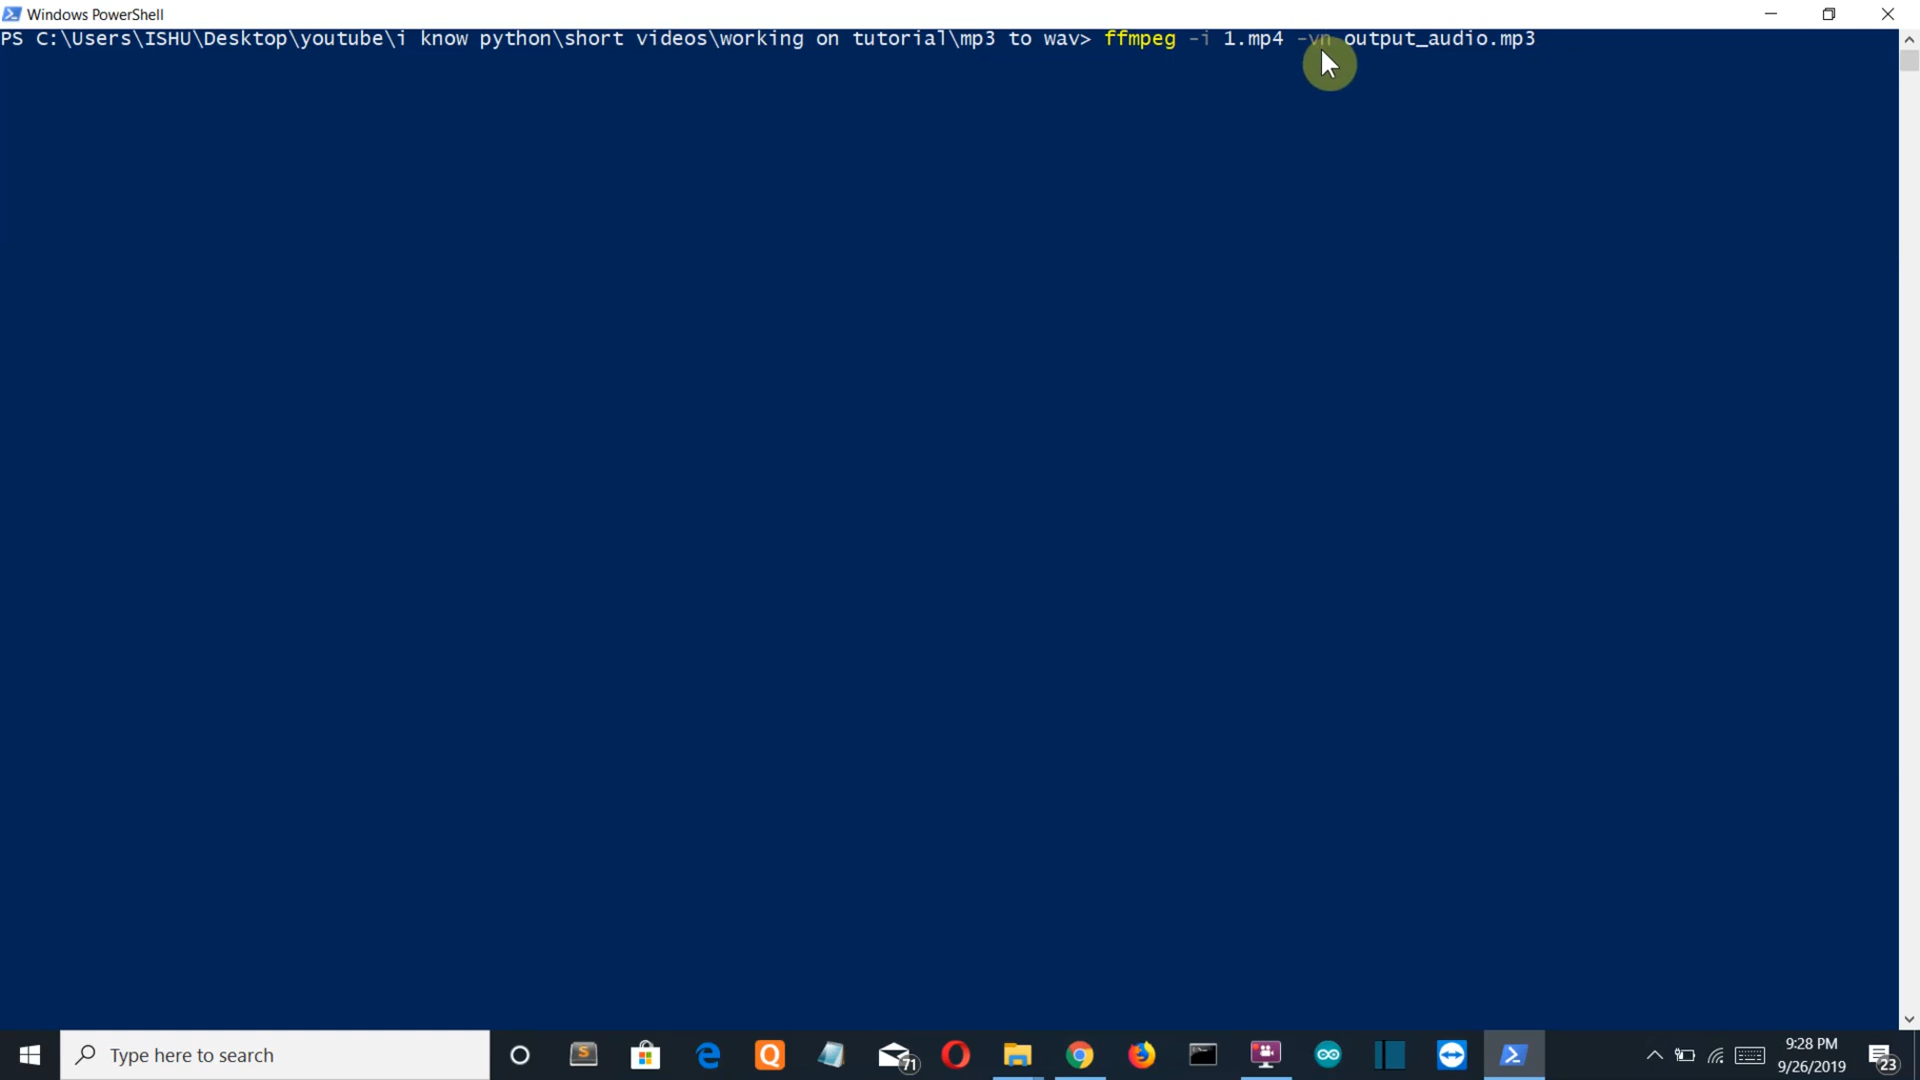 Windows PowerShell
PS C:\Users\ISHU\Desktop\youtube\i know python\short videos\working on tutorial\mp3 to wav> ffmpeg -i 1.mp4 -vn output_audio.mp3
Type here to search
S
Q
71
9:28 PM
9/26/2019
23